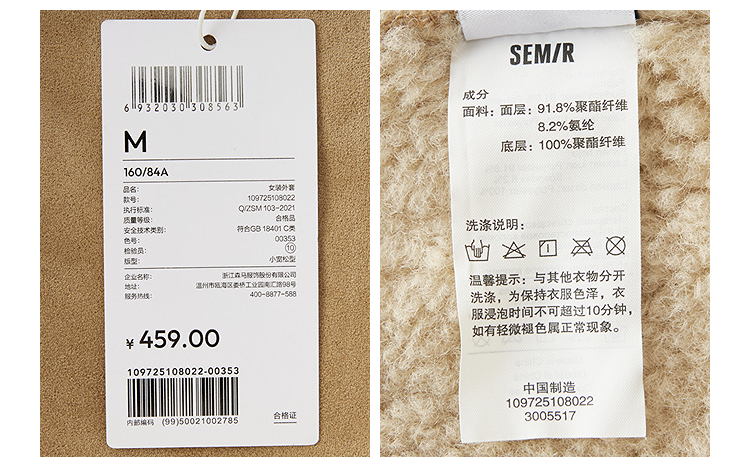 6 932030 308563
M
160/84A
品名: 女装外套
款号: 109725108022
执行标准: Q/ZSM 103-2021
质量等级: 合格品
安全技术类别: 符合GB 18401 C类
色号: 00353
检验员: 10
版型: 小宽松型
企业名称: 浙江森马服饰股份有限公司
地址: 温州市瓯海区娄桥工业园南汇路98号
服务热线: 400-8877-588
¥ 459.00
109725108022-00353
内部编码 (99)50021002785
合格证
SEMIR
成分
面料: 面层: 91.8%聚酯纤维
8.2%氨纶
底层: 100%聚酯纤维
洗涤说明:
温馨提示: 与其他衣物分开
洗涤, 为保持衣服色泽, 衣
服浸泡时间不可超过10分钟,
如有轻微褪色属正常现象。
中国制造
109725108022
3005517